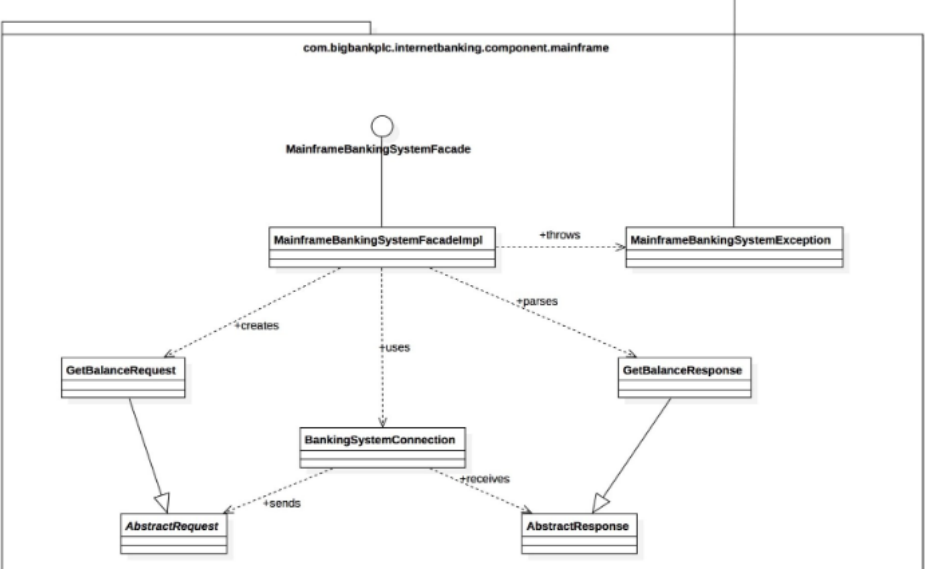 com.bigbankplc.internetbanking.component.mainframe
MainframeBankingSystemFacade
MainframeBankingSystemFacadeImpl
+throws
MainframeBankingSystemException
+creates
+uses
+parses
GetBalanceRequest
GetBalanceResponse
BankingSystemConnection
+sends
+receives
AbstractRequest
AbstractResponse